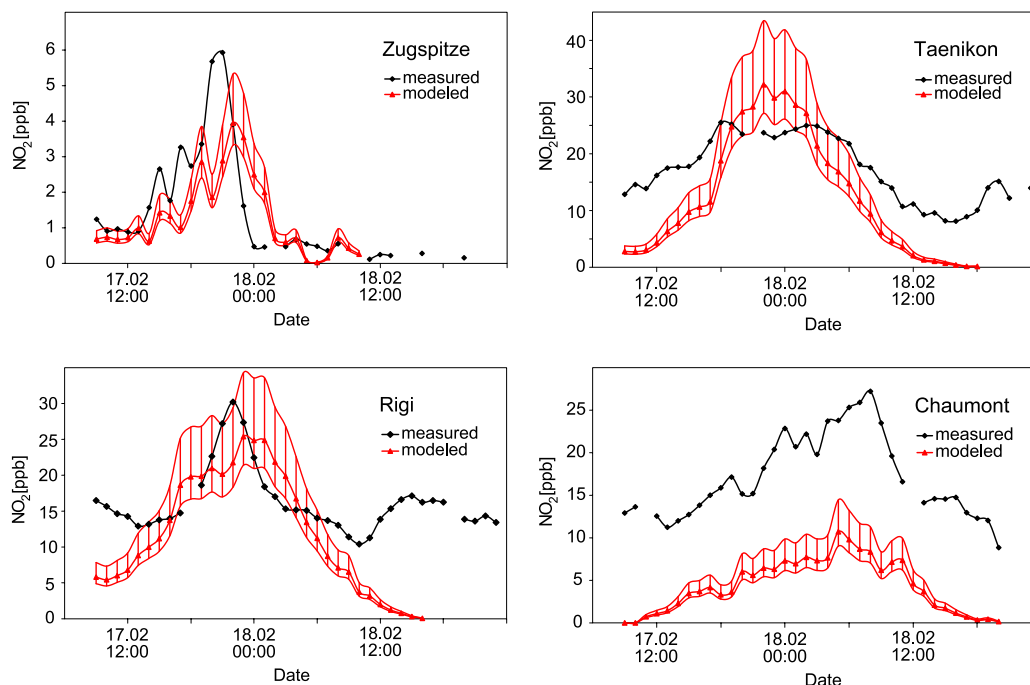 Zugspitze
measured
modeled
NO2[ppb]
6
5
4
3
2
1
0
17.02 18.02 18.02
12:00 00:00 12:00
Date
Taenikon
measured
modeled
NO2[ppb]
40
30
20
10
0
17.02 18.02 18.02
12:00 00:00 12:00
Date
Rigi
measured
modeled
NO2[ppb]
30
25
20
15
10
5
0
17.02 18.02 18.02
12:00 00:00 12:00
Date
Chaumont
measured
modeled
NO2[ppb]
25
20
15
10
5
0
17.02 18.02 18.02
12:00 00:00 12:00
Date